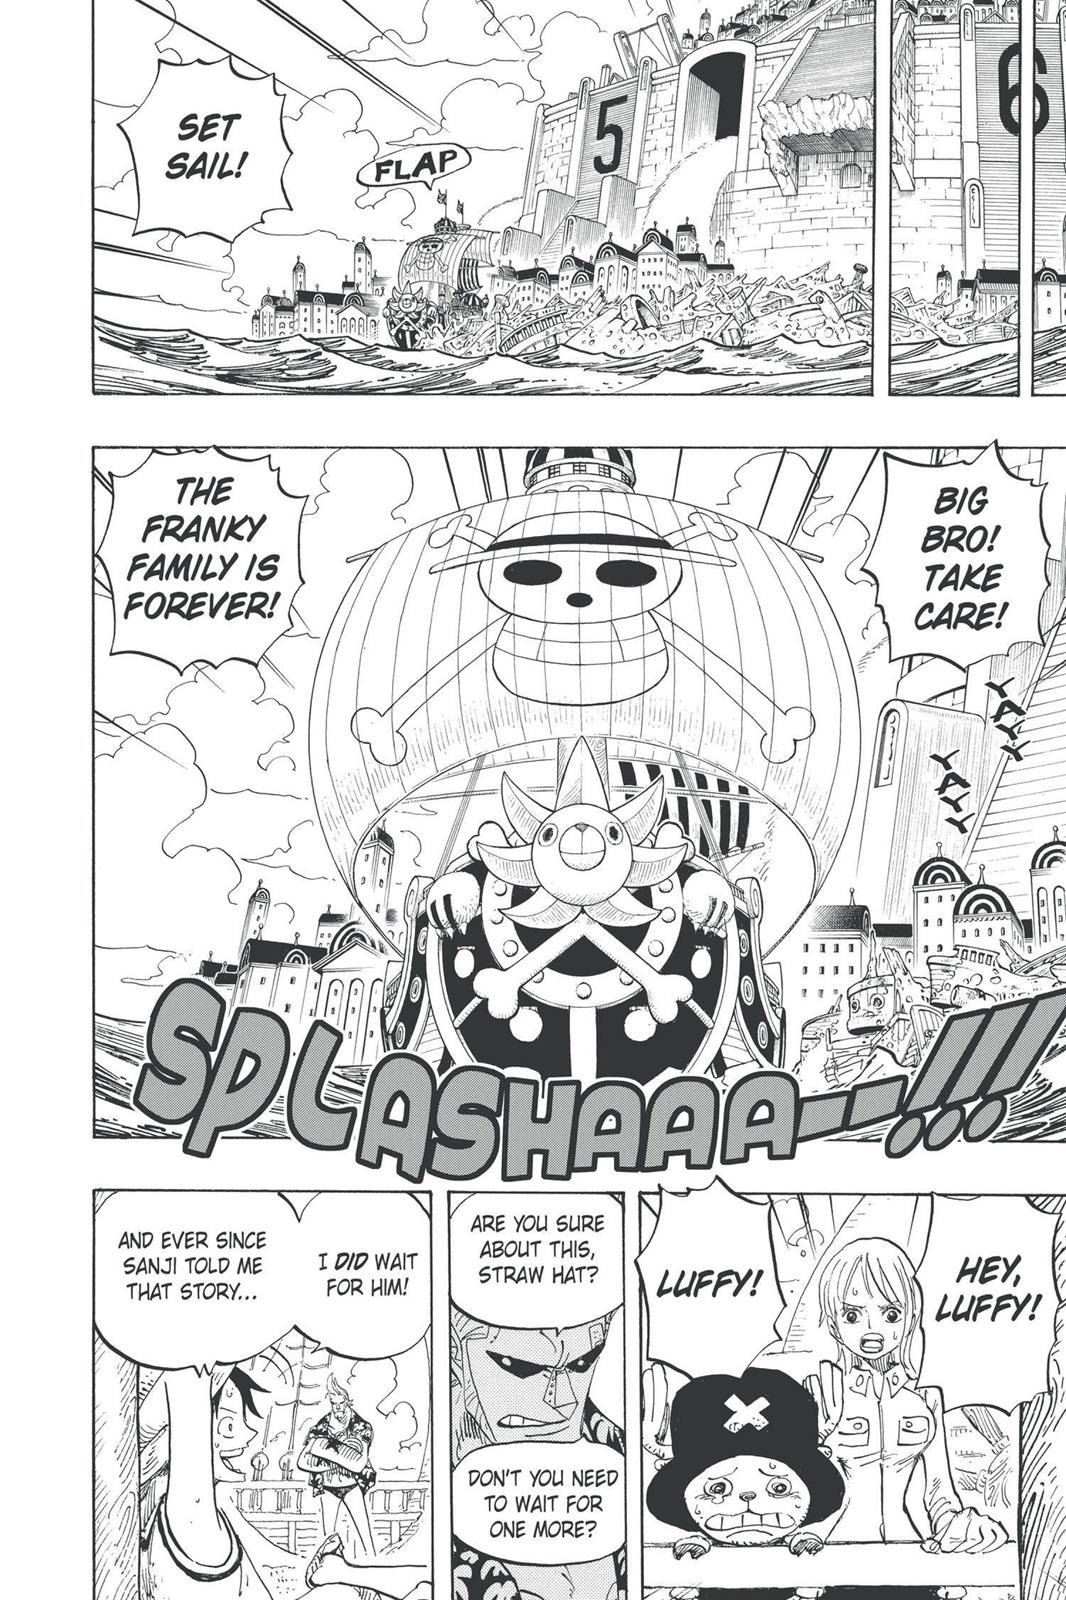 SET
SAIL!
FLAP
5
6
BIG
BRO!
TAKE
CARE!
THE
FRANKY
FAMILY IS
FOREVER!
YAYY
YAYY
SPLASHAAA--!!!
HEY,
LUFFY!
LUFFY!
ARE YOU SURE
ABOUT THIS,
STRAW HAT?
DON'T YOU NEED
TO WAIT FOR
ONE MORE?
I DID WAIT
FOR HIM!
AND EVER SINCE
SANJI TOLD ME
THAT STORY...